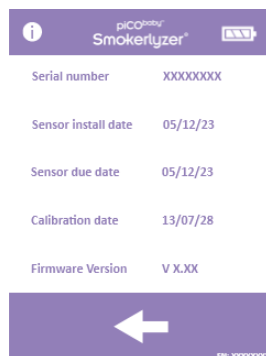 i
piCObaby™
Smokerlyzer®
Serial number XXXXXXXX
Sensor install date 05/12/23
Sensor due date 05/12/23
Calibration date 13/07/28
Firmware Version V X.XX